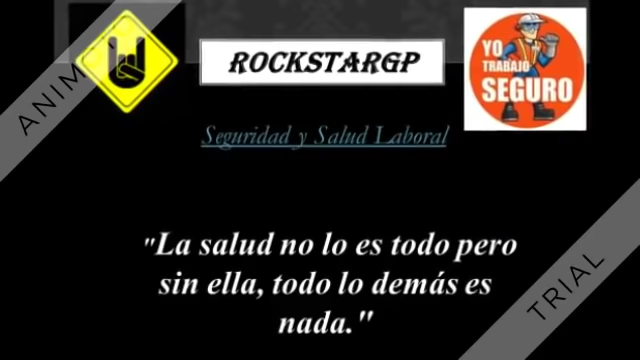 ANIM
ROCKSTARGP
YO
TRABAJO
SEGURO
Seguridad y Salud Laboral
"La salud no lo es todo pero
sin ella, todo lo demás es
nada."
TRIAL